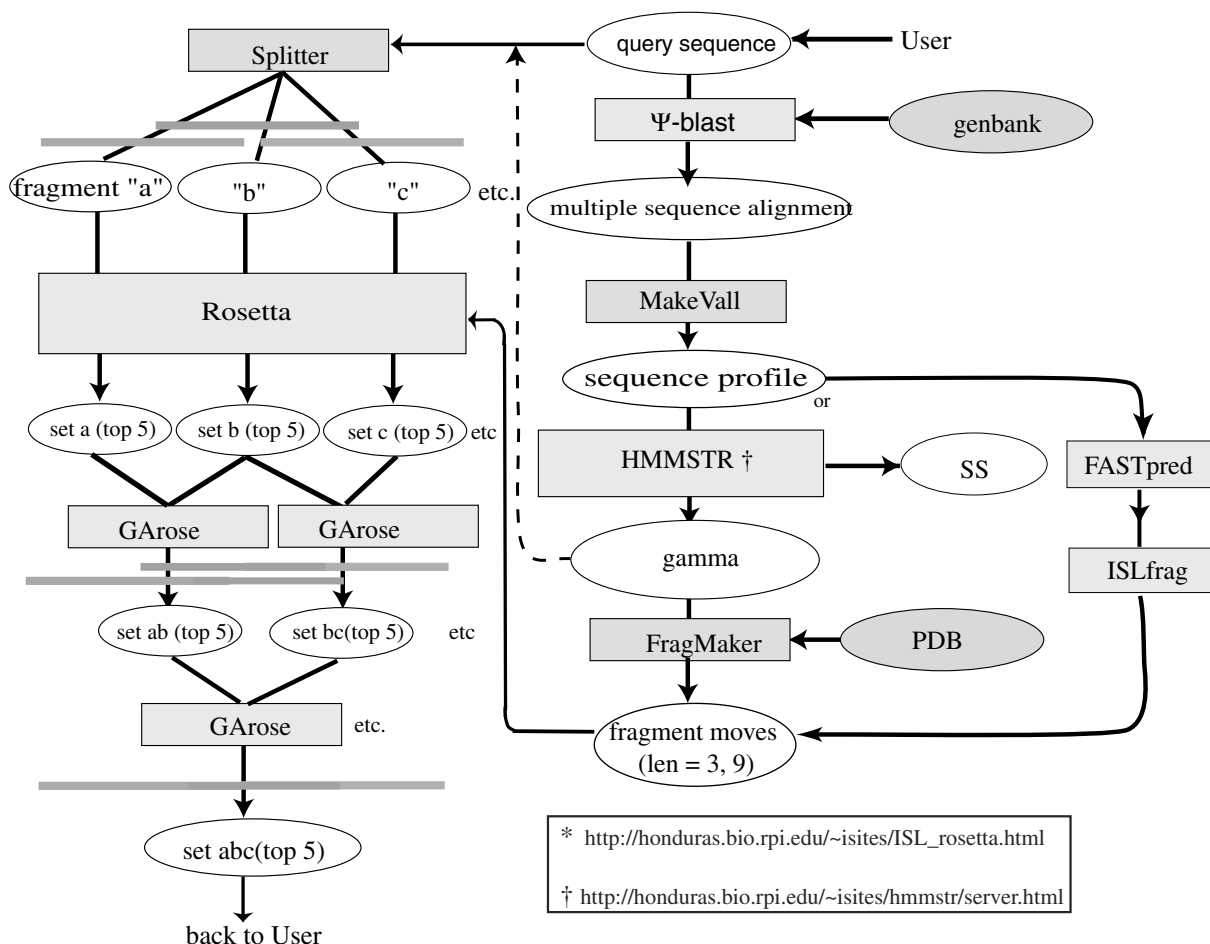 query sequence
User
Splitter
Ψ-blast
genbank
fragment "a"
"b"
"c"
etc.
multiple sequence alignment
MakeVall
Rosetta
sequence profile
or
set a (top 5)
set b (top 5)
set c (top 5)
etc
HMMSTR †
SS
FASTpred
GArose
GArose
gamma
ISLfrag
set ab (top 5)
set bc(top 5)
etc
FragMaker
PDB
GArose
etc.
fragment moves
(len = 3, 9)
set abc(top 5)
back to User
* http://honduras.bio.rpi.edu/~isites/ISL_rosetta.html
† http://honduras.bio.rpi.edu/~isites/hmmstr/server.html